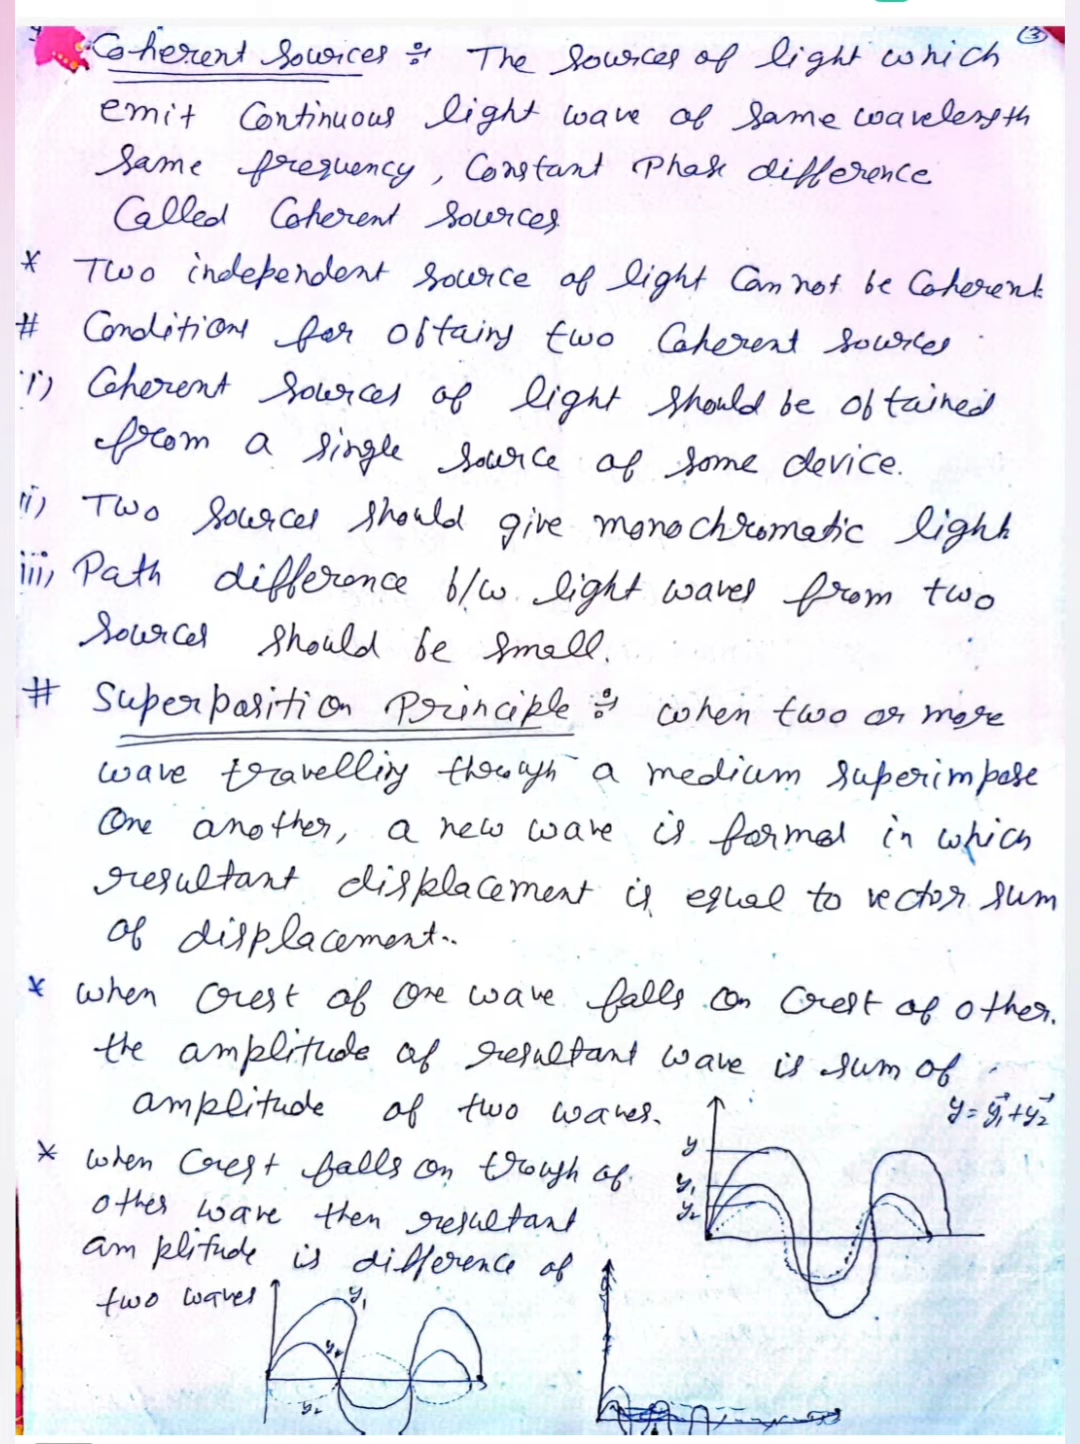 (3)
Coherent Sources :- The Sources of light which
emit Continuous light wave of Same wavelength
Same frequency, Constant Phase difference
Called Coherent Sources
* Two independent source of light Can not be Coherent
# Conditions for obtaing two Coherent Sources
i) Coherent Sources of light should be obtained
from a single source of some device.
ii) Two Sources should give monochromatic light
iii) Path difference b/w light waves from two
Sources should be small.
# Superposition Principle :- when two or more
wave travelling through a medium superimpose
One another, a new wave is formed in which
resultant displacement is equal to vector sum
of displacement..
* when Crest of One wave falls on Crest of other.
the amplitude of resultant wave is sum of
amplitude of two waves.
y = y⃗₁ + y⃗₂
y
y₁
y₂
* when Crest falls on trough of
other wave then resultant
amplitude is difference of
two waves
y₁
y₂